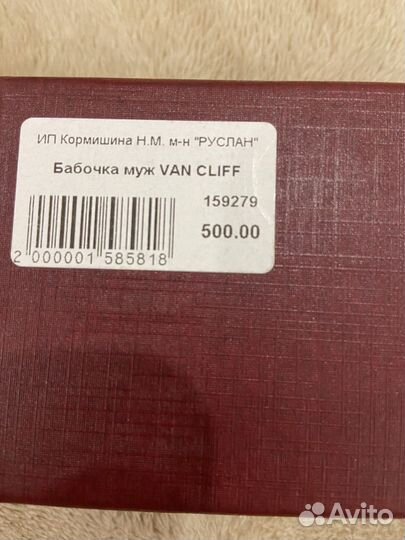 ИП Кормишина Н.М. м-н "РУСЛАН"
Бабочка муж VAN CLIFF
159279
500.00
2 000001 585818
Avito